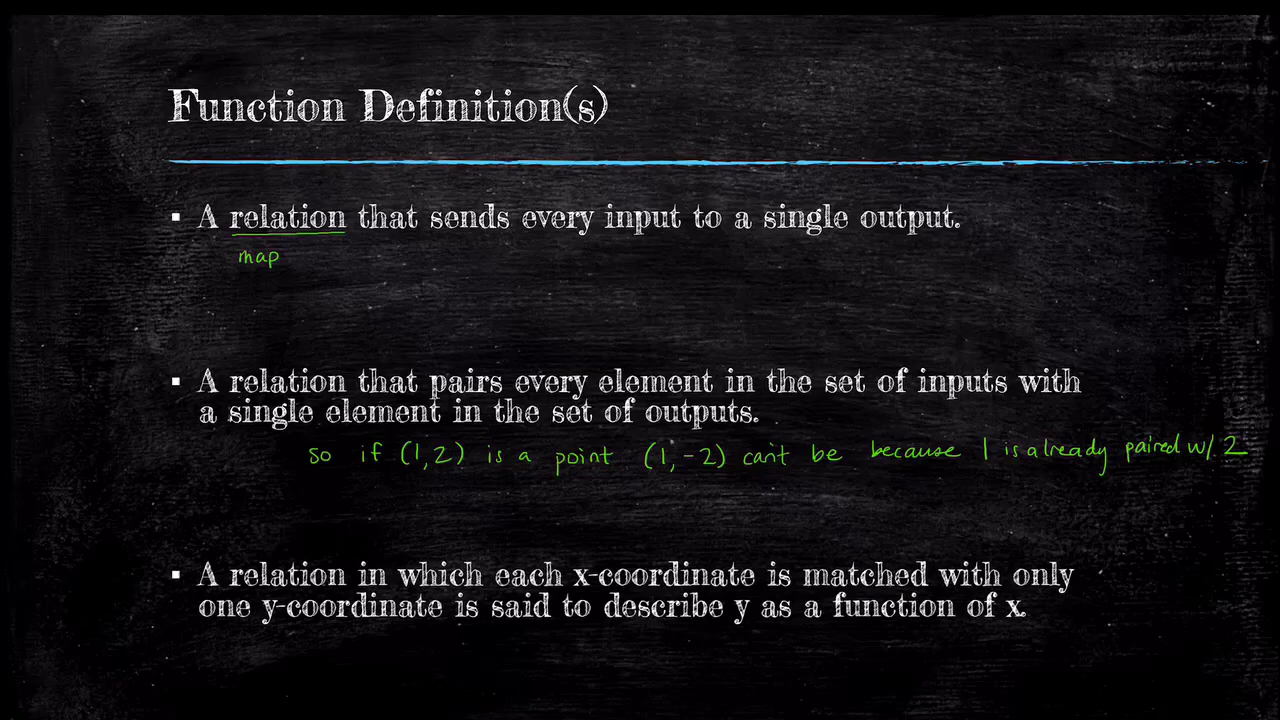 Function Definition(s)
▪ A relation that sends every input to a single output.
map
▪ A relation that pairs every element in the set of inputs with
a single element in the set of outputs.
so if (1,2) is a point (1,-2) can't be because 1 is already paired w/ 2
▪ A relation in which each x-coordinate is matched with only
one y-coordinate is said to describe y as a function of x.